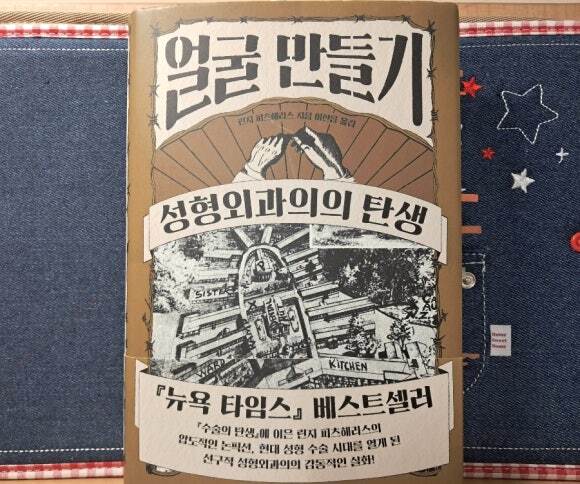 얼굴 만들기
린지 피츠해리스 지음 이한음 옮김
성형외과의의 탄생
SISTERS
WARD
KITCHEN
『뉴욕 타임스』 베스트셀러
『수술의 탄생』에 이은 린지 피츠해리스의
압도적인 논픽션, 현대 성형 수술 시대를 열게 된
선구적 성형외과의의 감동적인 실화!